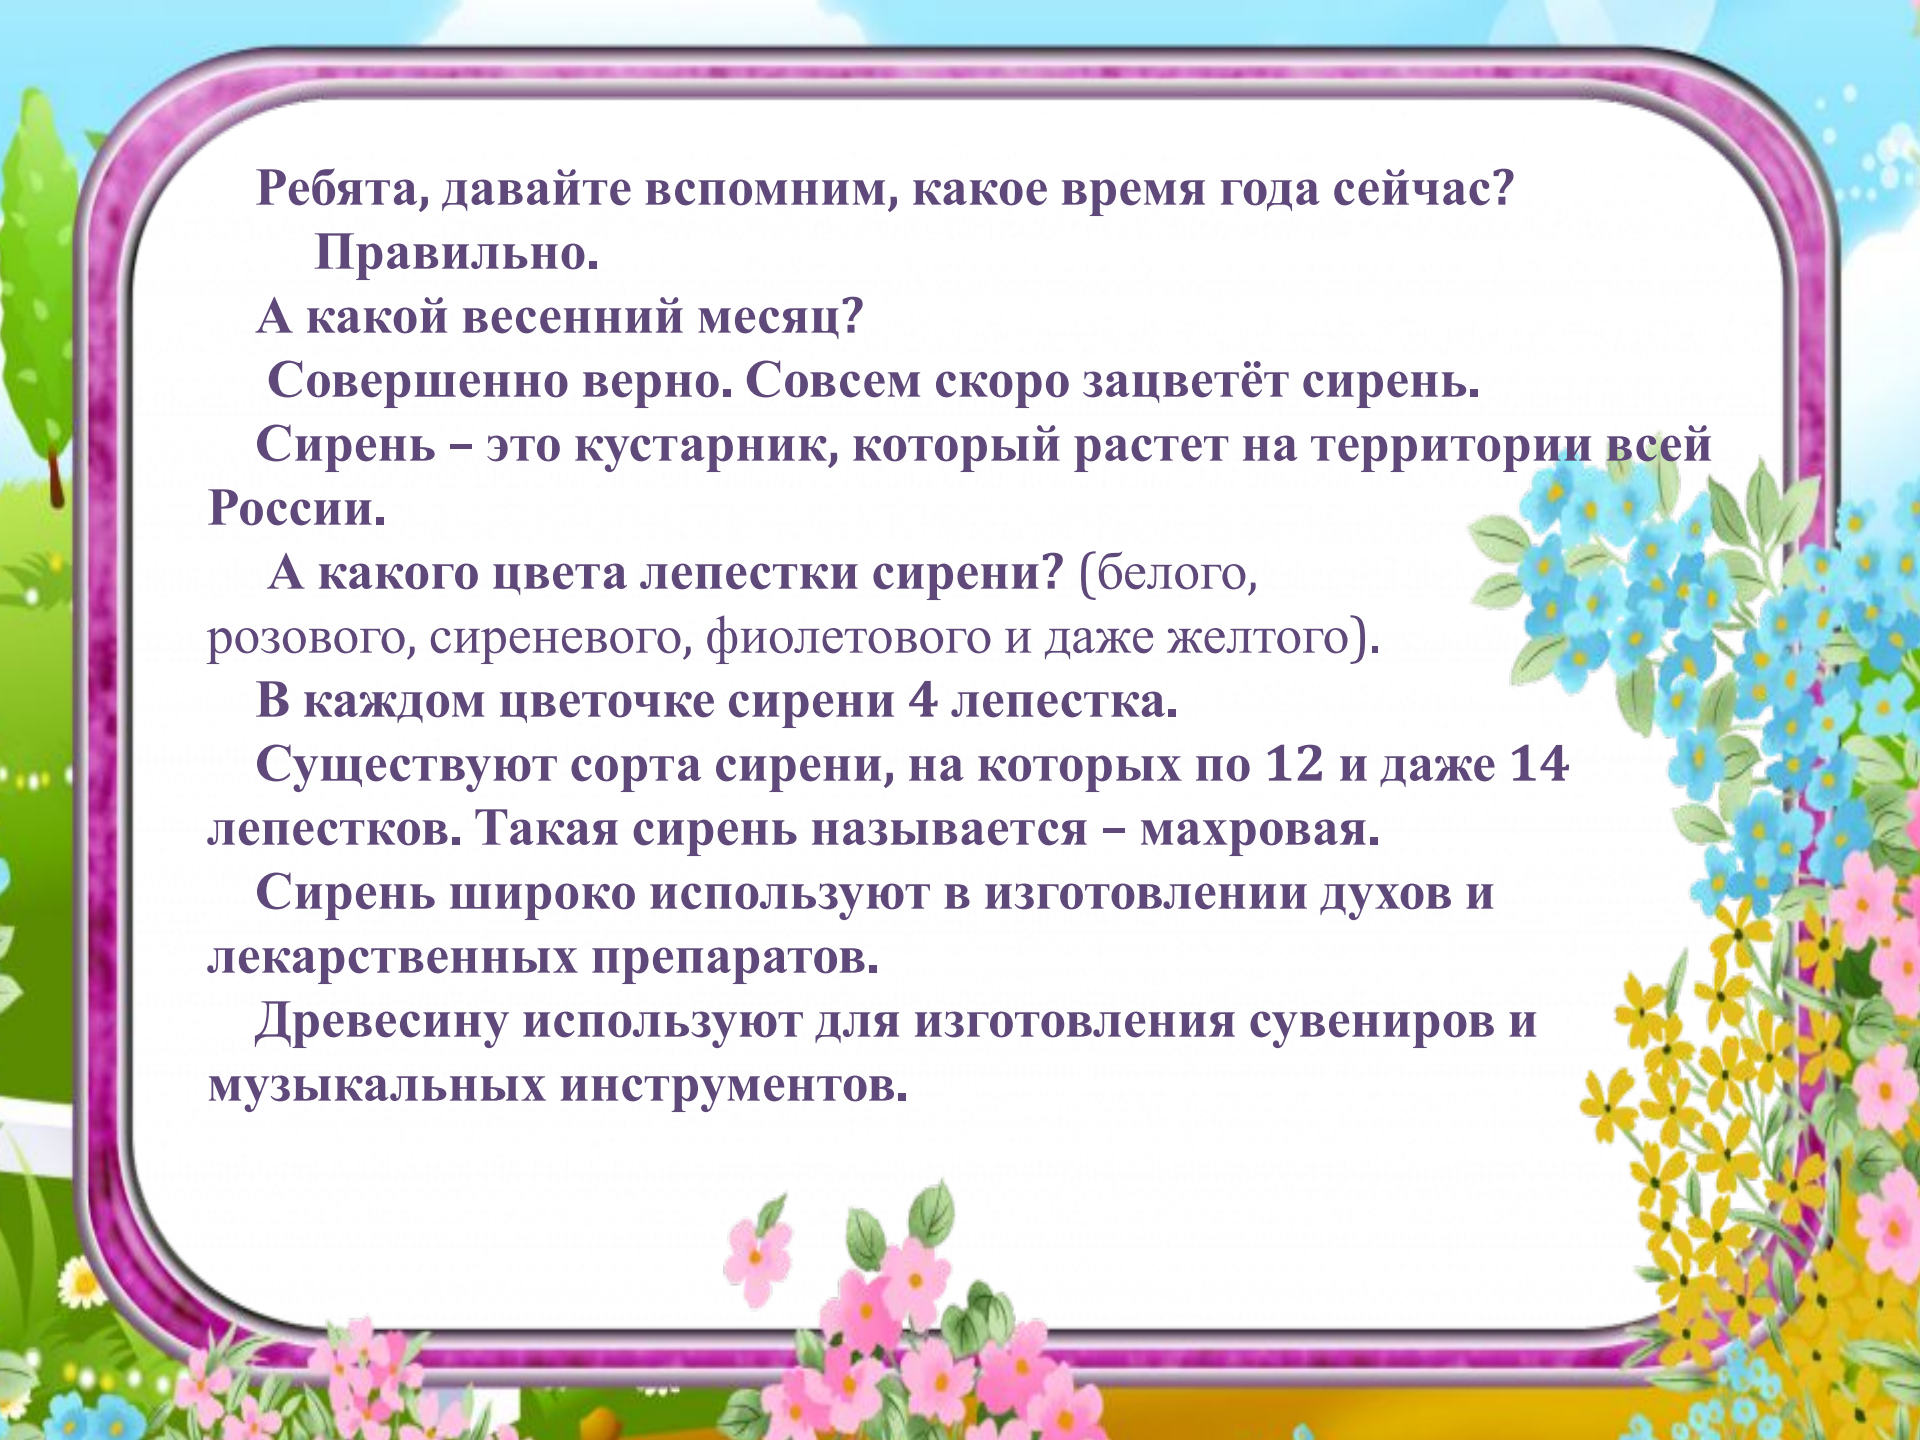 Ребята, давайте вспомним, какое время года сейчас?
Правильно.
А какой весенний месяц?
Совершенно верно. Совсем скоро зацветёт сирень.
Сирень – это кустарник, который растет на территории всей
России.
А какого цвета лепестки сирени? (белого,
розового, сиреневого, фиолетового и даже желтого).
В каждом цветочке сирени 4 лепестка.
Существуют сорта сирени, на которых по 12 и даже 14
лепестков. Такая сирень называется – махровая.
Сирень широко используют в изготовлении духов и
лекарственных препаратов.
Древесину используют для изготовления сувениров и
музыкальных инструментов.